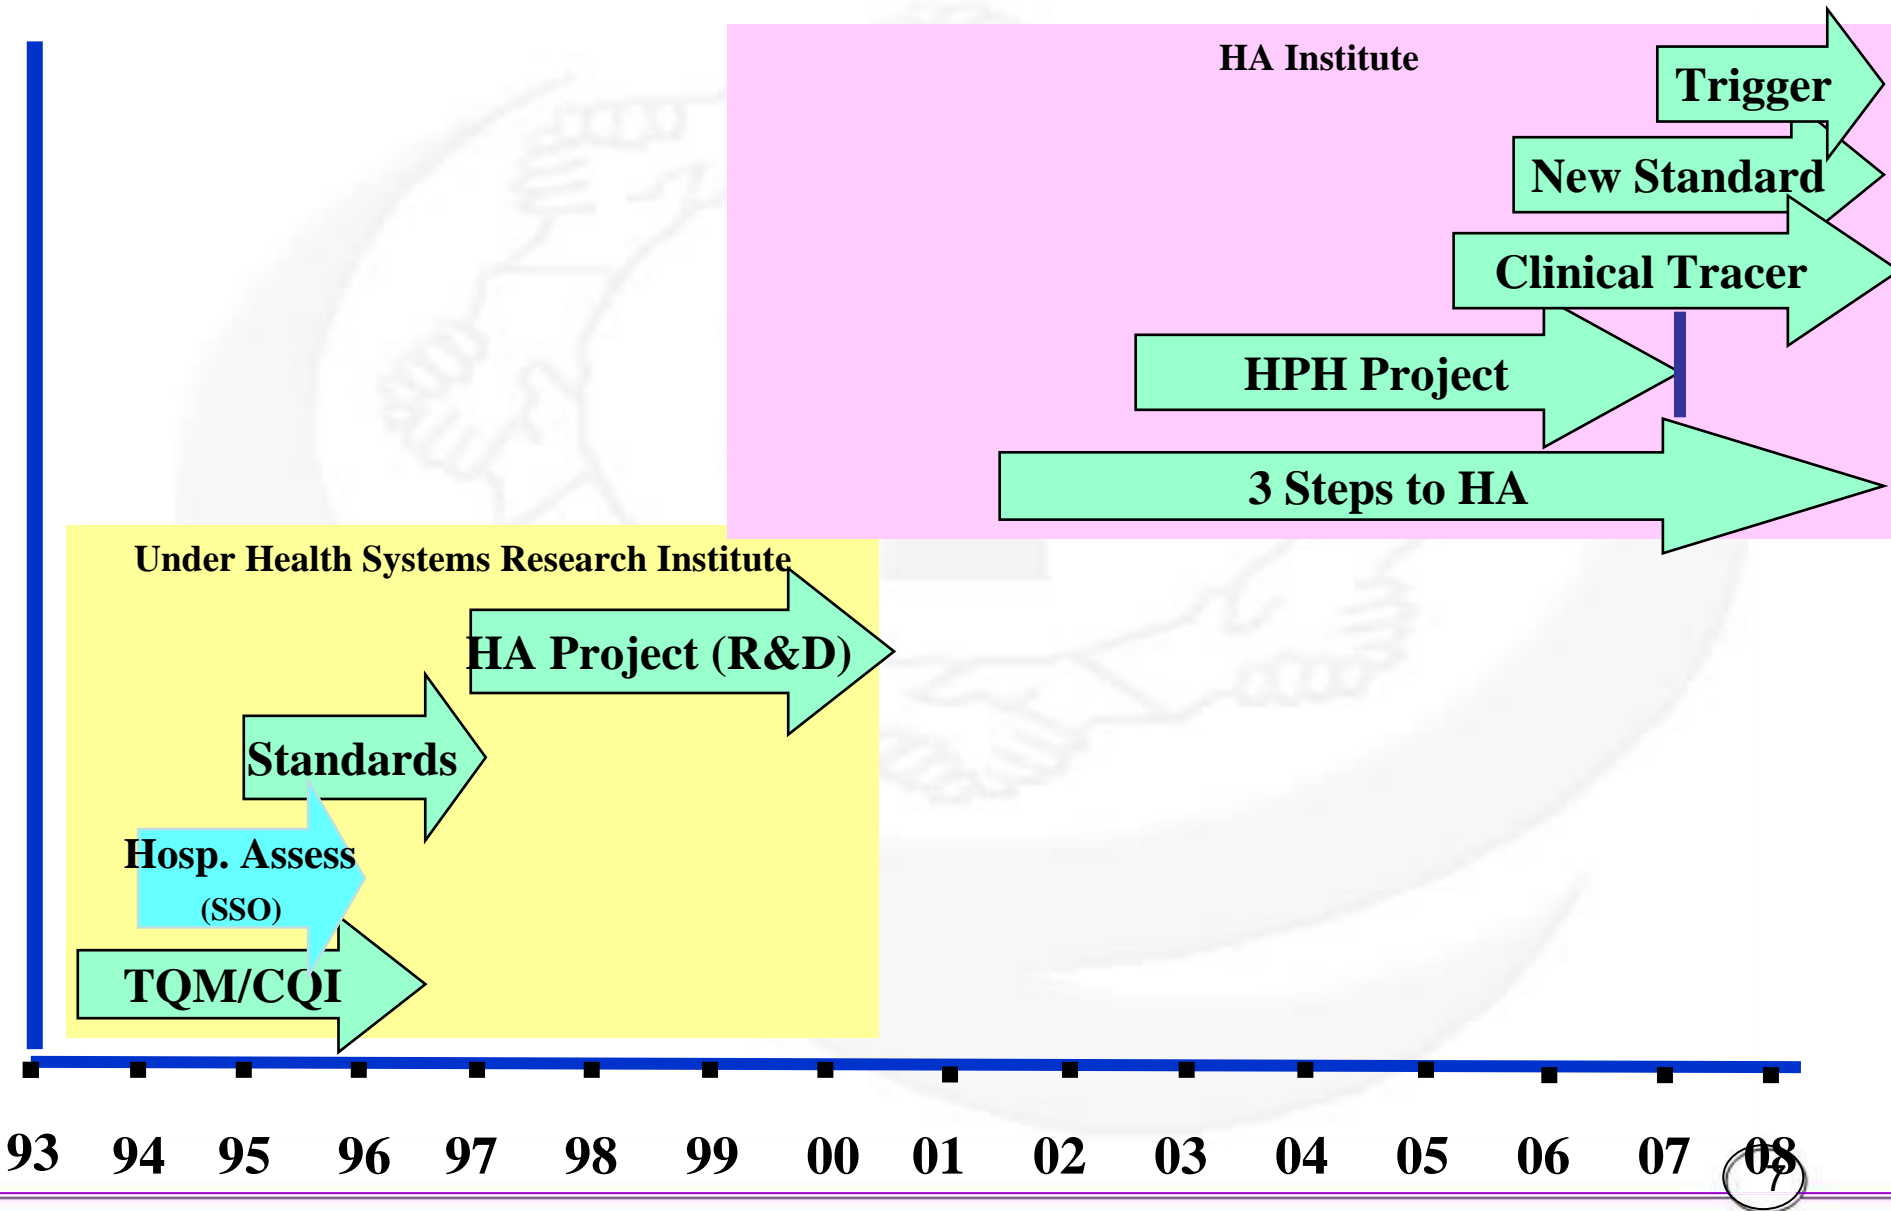 HA Institute
Trigger
New Standard
Clinical Tracer
HPH Project
3 Steps to HA
Under Health Systems Research Institute
HA Project (R&D)
Standards
Hosp. Assess
(SSO)
TQM/CQI
93 94 95 96 97 98 99 00 01 02 03 04 05 06 07 08
7